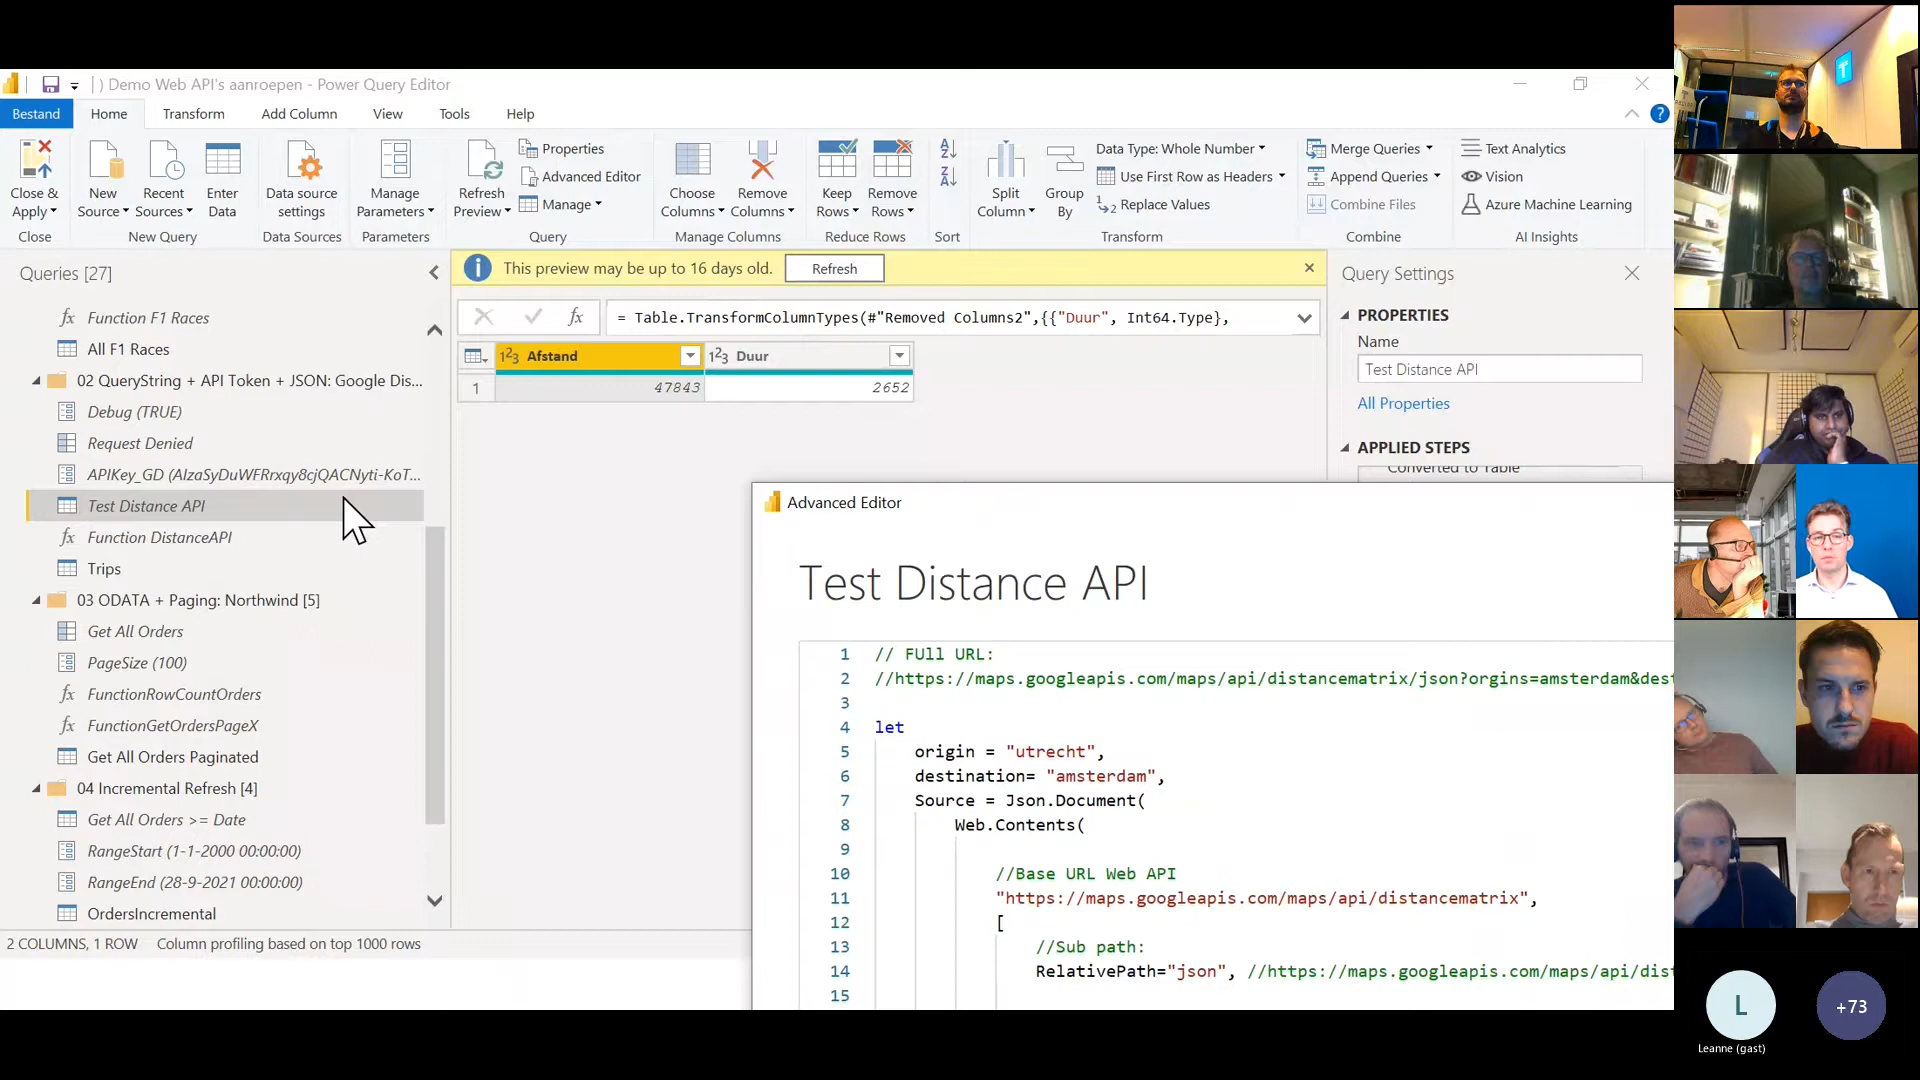 ) Demo Web API's aanroepen - Power Query Editor
Bestand Home Transform Add Column View Tools Help
Close & Apply
Close
New Source
Recent Sources
Enter Data
New Query
Data source settings
Data Sources
Manage Parameters
Parameters
Refresh Preview
Properties
Advanced Editor
Manage
Query
Choose Columns
Remove Columns
Manage Columns
Keep Rows
Remove Rows
Reduce Rows
Sort
Split Column
Group By
Data Type: Whole Number
Use First Row as Headers
Replace Values
Transform
Merge Queries
Append Queries
Combine Files
Combine
Text Analytics
Vision
Azure Machine Learning
AI Insights
Queries [27]
Function F1 Races
All F1 Races
02 QueryString + API Token + JSON: Google Dis...
Debug (TRUE)
Request Denied
APIKey_GD (AIzaSyDuWFRrxqy8cjQACNyti-KoT...
Test Distance API
Function DistanceAPI
Trips
03 ODATA + Paging: Northwind [5]
Get All Orders
PageSize (100)
FunctionRowCountOrders
FunctionGetOrdersPageX
Get All Orders Paginated
04 Incremental Refresh [4]
Get All Orders >= Date
RangeStart (1-1-2000 00:00:00)
RangeEnd (28-9-2021 00:00:00)
OrdersIncremental
2 COLUMNS, 1 ROW Column profiling based on top 1000 rows
This preview may be up to 16 days old. Refresh
fx = Table.TransformColumnTypes(#"Removed Columns2",{{"Duur", Int64.Type},
Afstand Duur
1 47843 2652
Query Settings
PROPERTIES
Name
Test Distance API
All Properties
APPLIED STEPS
Converted to Table
Advanced Editor
Test Distance API
1 // FUll URL:
2 //https://maps.googleapis.com/maps/api/distancematrix/json?orgins=amsterdam&dest
3
4 let
5 origin = "utrecht",
6 destination= "amsterdam",
7 Source = Json.Document(
8 Web.Contents(
9
10 //Base URL Web API
11 "https://maps.googleapis.com/maps/api/distancematrix",
12 [
13 //Sub path:
14 RelativePath="json", //https://maps.googleapis.com/maps/api/dist
15
L
Leanne (gast)
+73